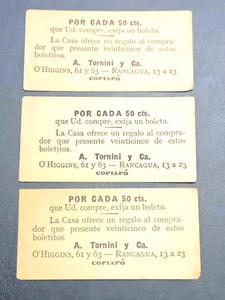 POR CADA 50 cts.
que Ud. compre, exija un boleto.
La Casa ofrece un regalo al compra-
dor que presente veinticinco de estos
boletitos.
A. Tornini y Ca.
O'HIGGINS, 61 y 63 — RANCAGUA, 13 a 23
COPIAPÓ
POR CADA 50 cts.
que Ud. compre, exija un boleto.
La Casa ofrece un regalo al compra-
dor que presente veinticinco de estos
boletitos.
A. Tornini y Ca.
O'HIGGINS, 61 y 63 — RANCAGUA, 13 a 23
COPIAPÓ
POR CADA 50 cts.
que Ud. compre, exija un boleto.
La Casa ofrece un regalo al compra-
dor que presente veinticinco de estos
boletitos.
A. Tornini y Ca.
O'HIGGINS, 61 y 63 — RANCAGUA, 13 a 23
COPIAPÓ